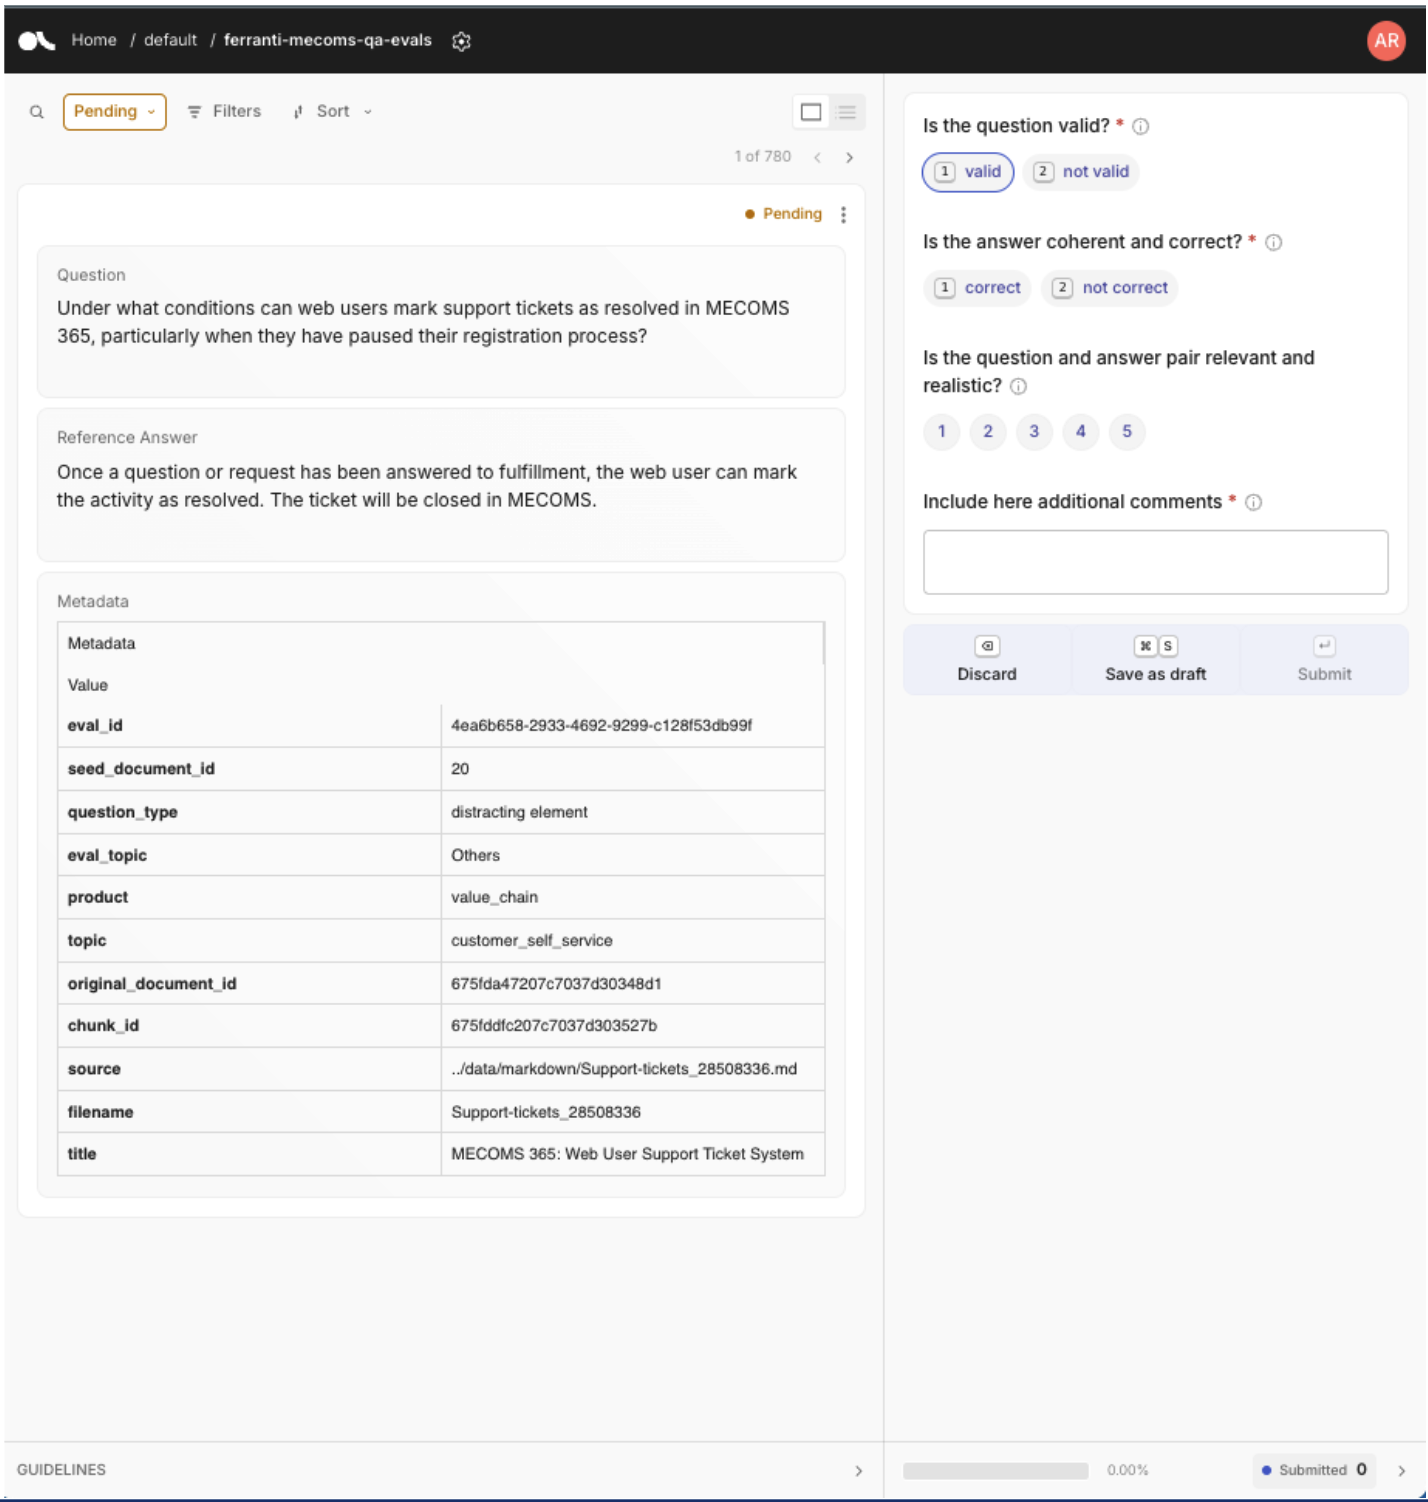 Home / default / ferranti-mecoms-qa-evals
AR
Pending
Filters
Sort
1 of 780
Pending
Question
Under what conditions can web users mark support tickets as resolved in MECOMS
365, particularly when they have paused their registration process?
Reference Answer
Once a question or request has been answered to fulfillment, the web user can mark
the activity as resolved. The ticket will be closed in MECOMS.
Metadata
Metadata
Value
eval_id 4ea6b658-2933-4692-9299-c128f53db99f
seed_document_id 20
question_type distracting element
eval_topic Others
product value_chain
topic customer_self_service
original_document_id 675fda47207c7037d30348d1
chunk_id 675fddfc207c7037d303527b
source ../data/markdown/Support-tickets_28508336.md
filename Support-tickets_28508336
title MECOMS 365: Web User Support Ticket System
GUIDELINES
Is the question valid? *
1 valid 2 not valid
Is the answer coherent and correct? *
1 correct 2 not correct
Is the question and answer pair relevant and
realistic?
1 2 3 4 5
Include here additional comments *
⌘ S
Discard Save as draft Submit
0.00% Submitted 0